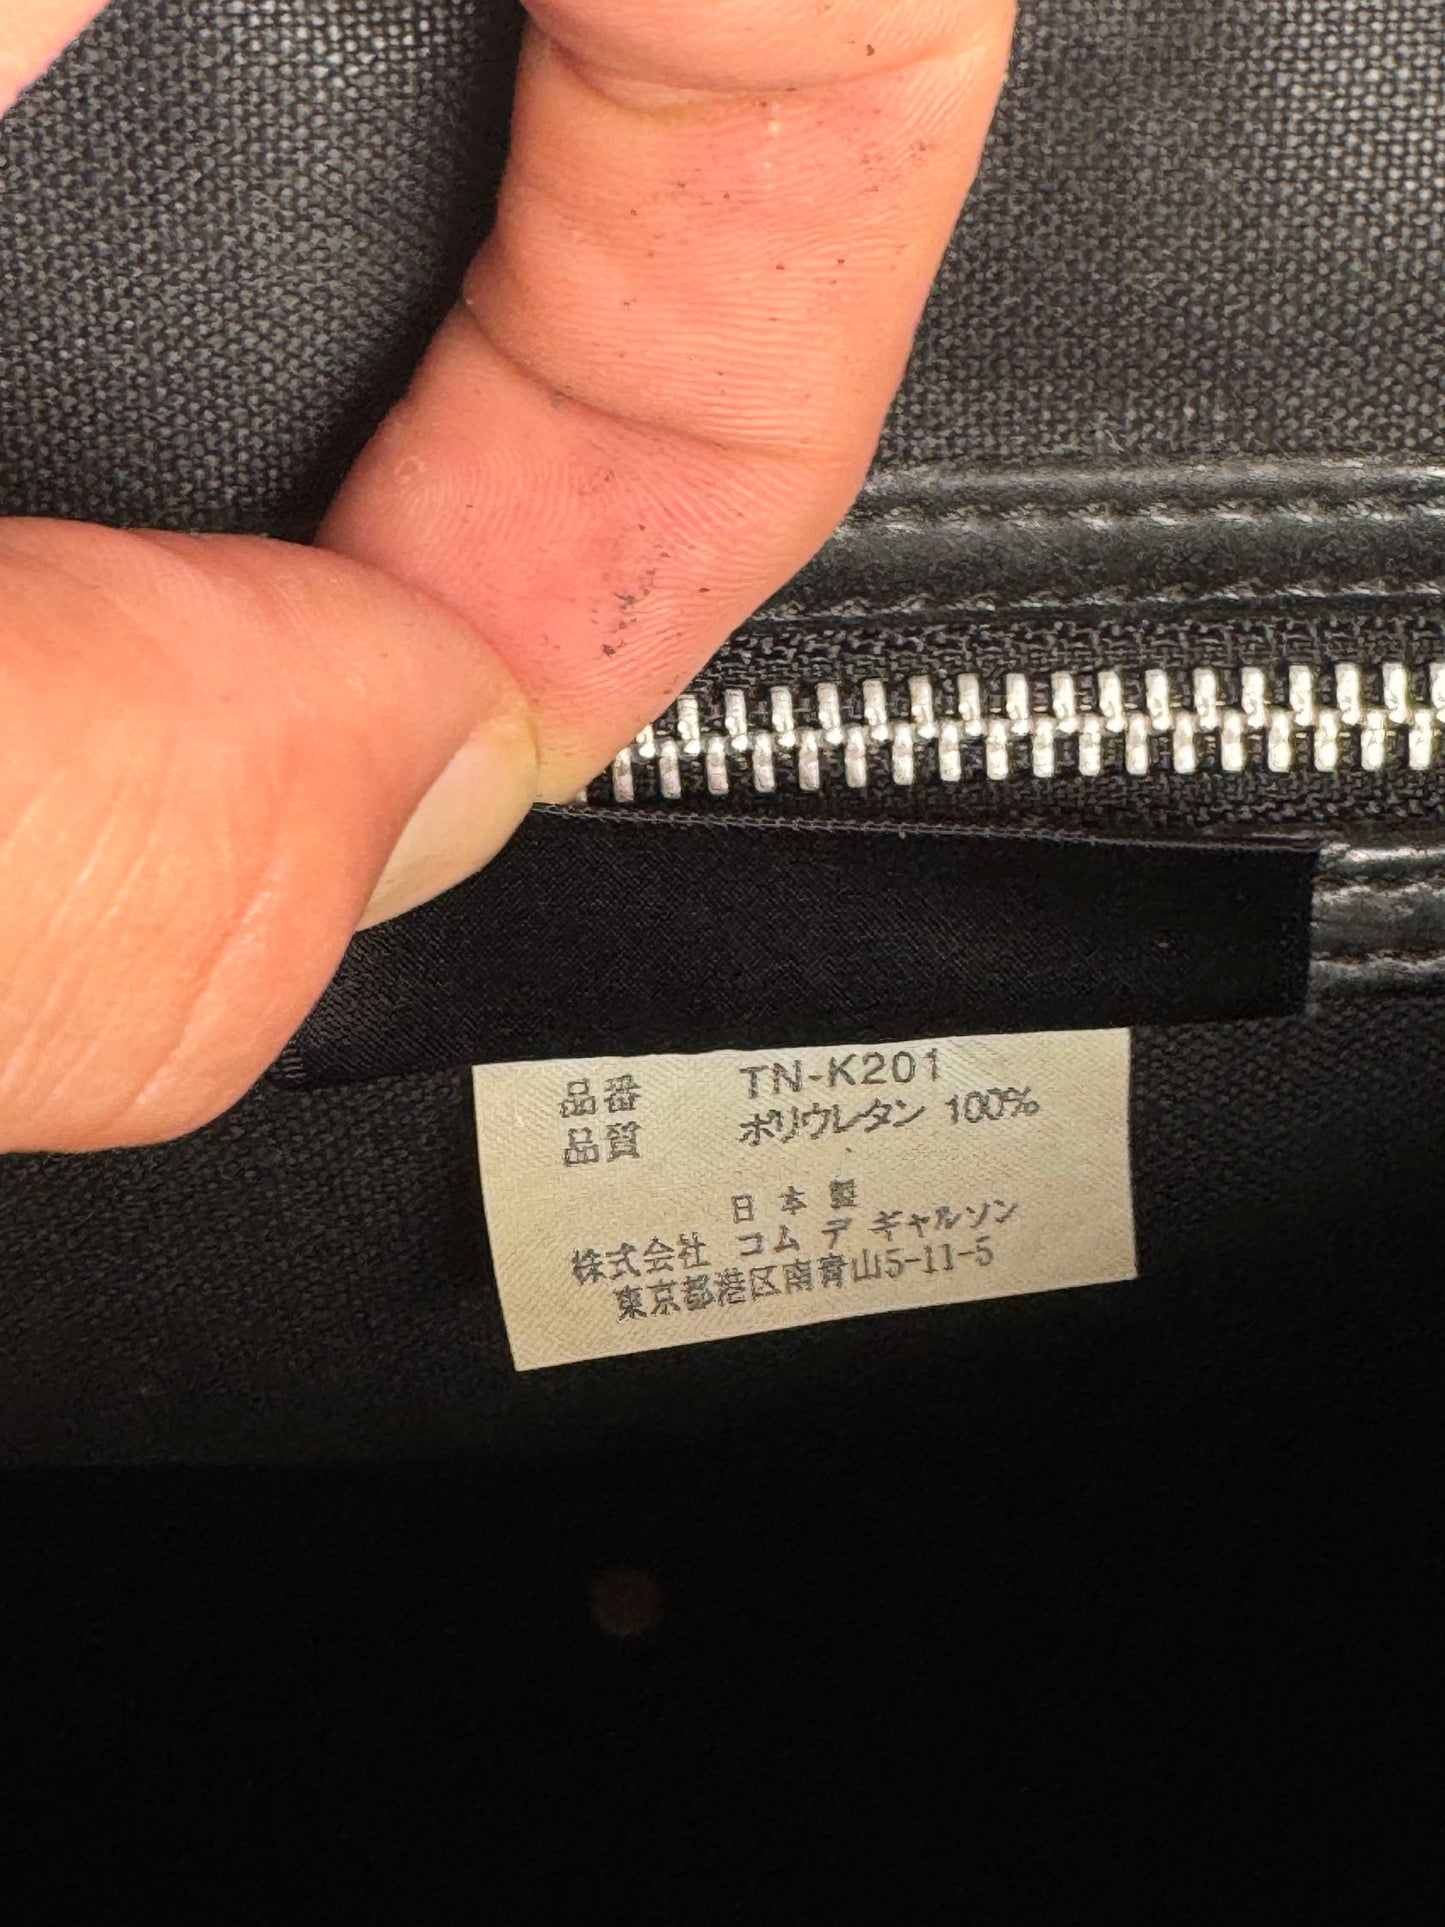 品番 TN-K201
品質 ポリウレタン 100%
日本製
株式会社 コム デ ギャルソン
東京都港区南青山5-11-5